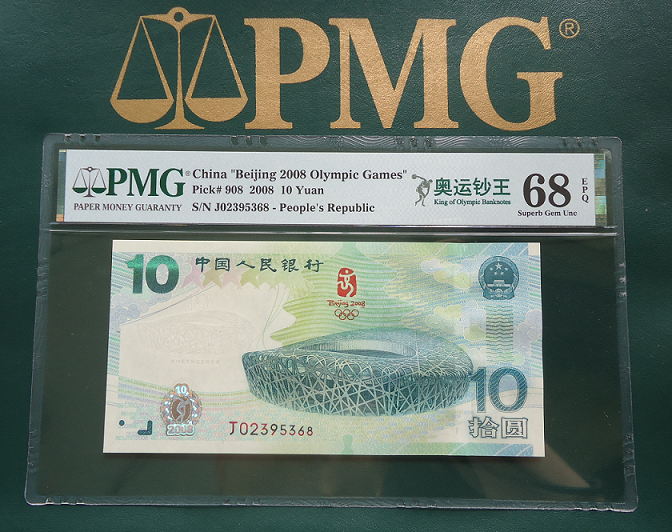 PMG®
PMG®
PAPER MONEY GUARANTY
China "Beijing 2008 Olympic Games"
Pick# 908 2008 10 Yuan
S/N J02395368 - People's Republic
奥运钞王
King of Olympic Banknotes
68
EPQ
Superb Gem Unc
10
中国人民银行
Beijing 2008
10
2008
J02395368
10
拾圆